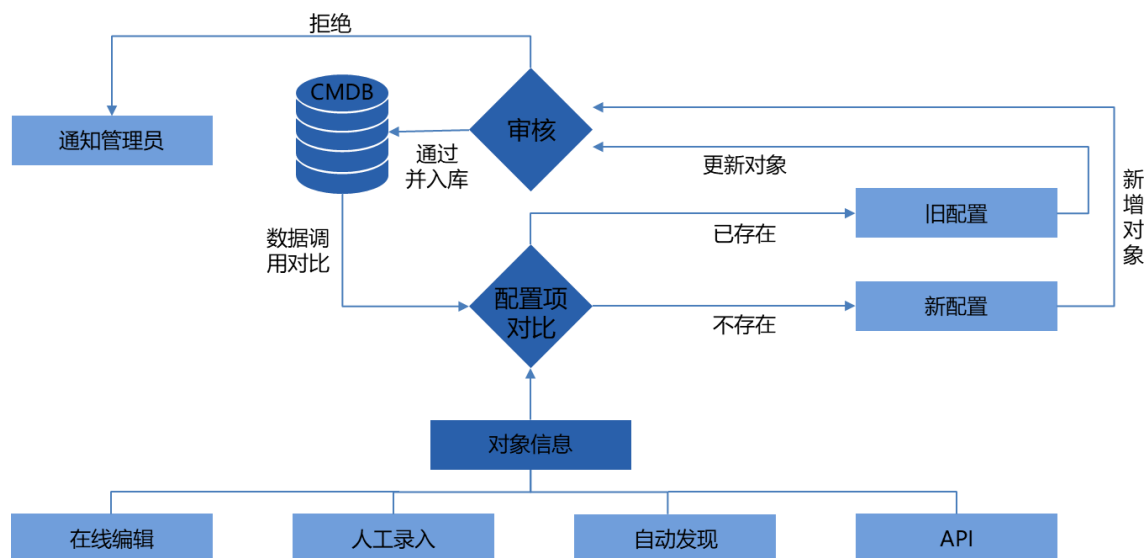 拒绝
CMDB
通知管理员
审核
通过
并入库
更新对象
新
增
对
象
旧配置
数据调
用对比
已存在
配置项
对比
新配置
不存在
对象信息
在线编辑
人工录入
自动发现
API